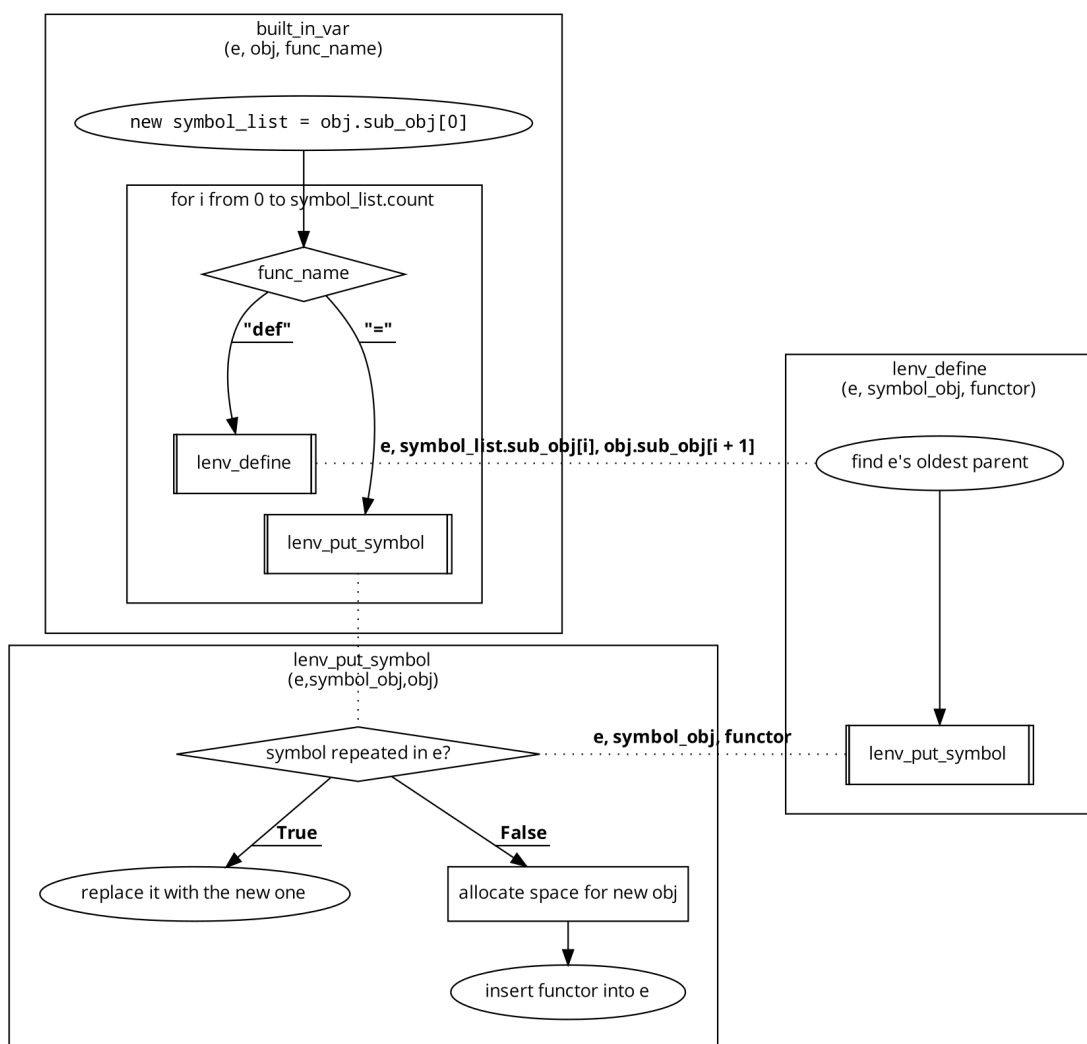 built_in_var
(e, obj, func_name)
new symbol_list = obj.sub_obj[0]
for i from 0 to symbol_list.count
func_name
"def"
"="
lenv_define
e, symbol_list.sub_obj[i], obj.sub_obj[i + 1]
lenv_put_symbol
lenv_define
(e, symbol_obj, functor)
find e's oldest parent
lenv_put_symbol
lenv_put_symbol
(e,symbol_obj,obj)
symbol repeated in e?
e, symbol_obj, functor
True
False
replace it with the new one
allocate space for new obj
insert functor into e